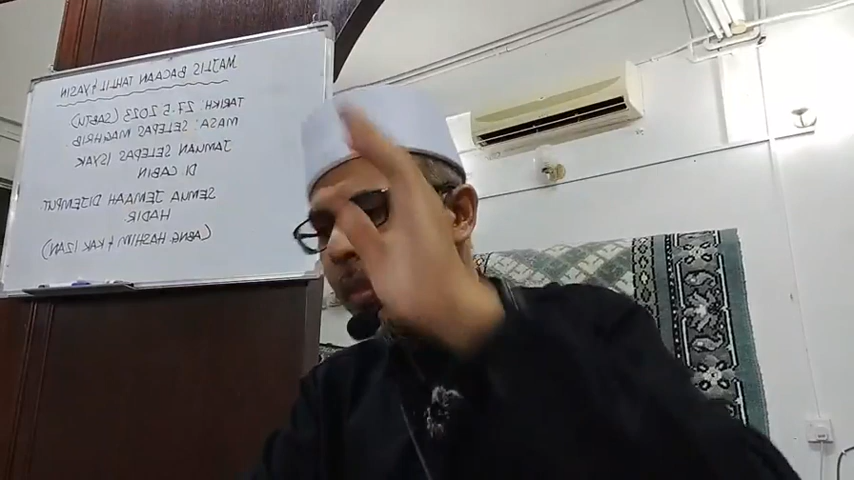 MAJLIS BACAAN TAHLIL & YASIN
TARIKH 27.5.2023 (SABTU)
JAMUAN SELEPAS MAGHRIB
ISYAK SELEPAS JAMUAN
DI CABIN
SEMUA JEMAAH DIJEMPUT
HADIR
(ABANG HASHIM / KAK IZAN)